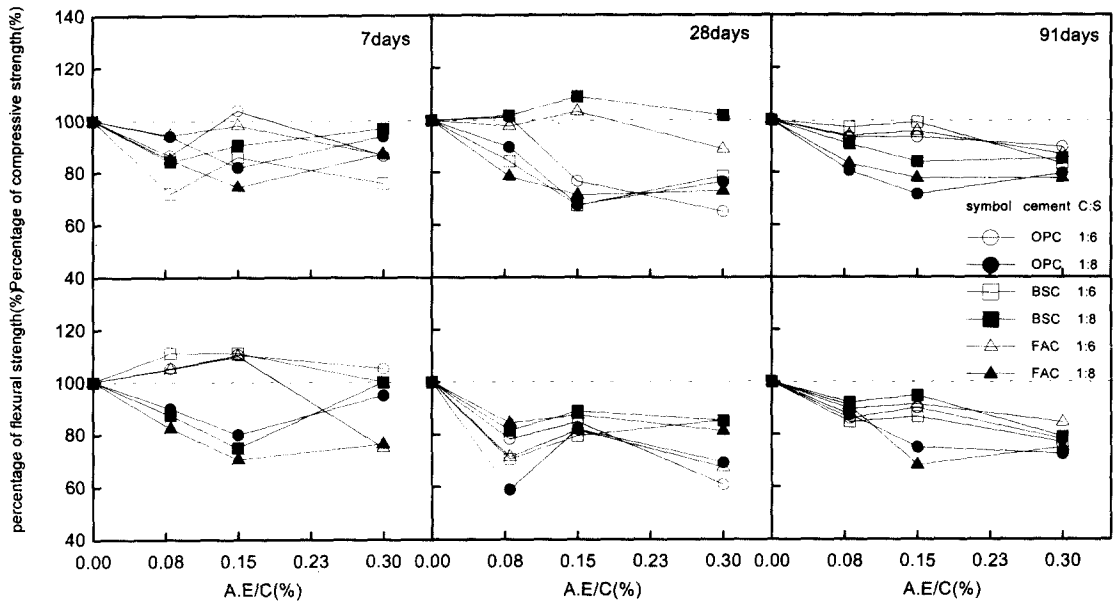 7days
28days
91days
140
120
100
80
60
40
Percentage of compressive strength(%)
symbol cement C:S
OPC 1:6
OPC 1:8
BSC 1:6
BSC 1:8
FAC 1:6
FAC 1:8
120
100
80
60
40
percentage of flexural strength(%)
0.00 0.08 0.15 0.23 0.30
0.00 0.08 0.15 0.23 0.30
0.00 0.08 0.15 0.23 0.30
A.E/C(%)
A.E/C(%)
A.E/C(%)